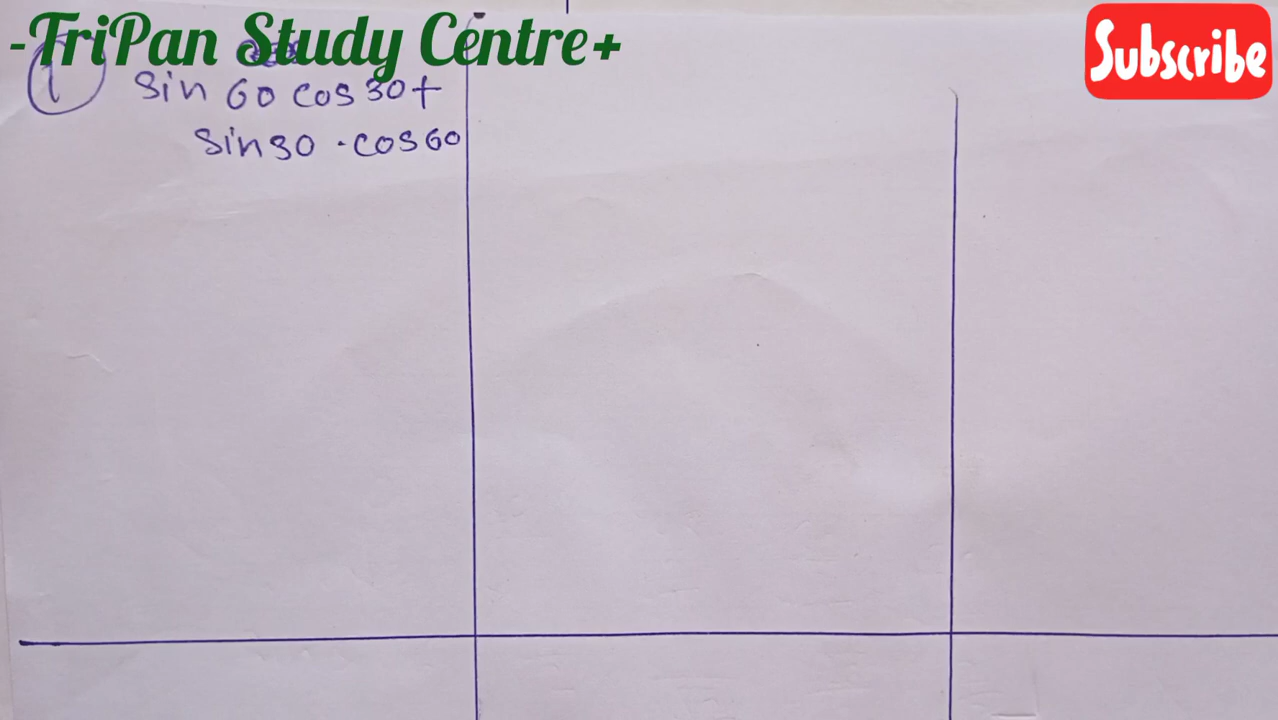 -TriPan Study Centre+
Subscribe
1 sin 60 cos 30 +
sin 30 . cos 60